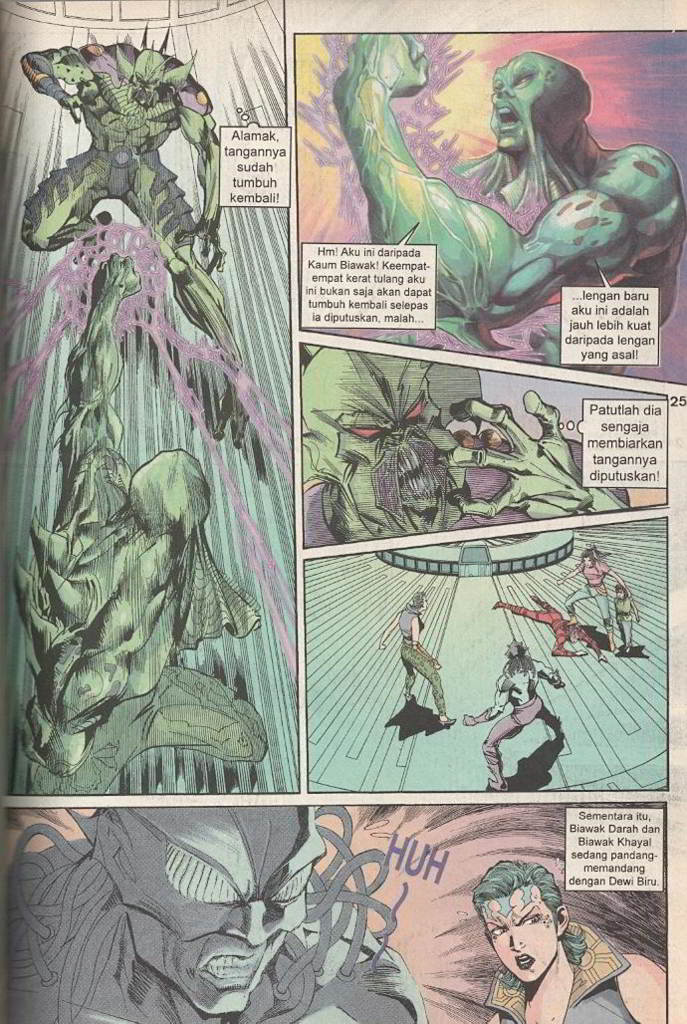 Alamak,
tangannya
sudah
tumbuh
kembali!
Hm! Aku ini daripada
Kaum Biawak! Keempat-
empat kerat tulang aku
ini bukan saja akan dapat
tumbuh kembali selepas
ia diputuskan, malah...
...lengan baru
aku ini adalah
jauh lebih kuat
daripada lengan
yang asal!
25
Patutlah dia
sengaja
membiarkan
tangannya
diputuskan!
Sementara itu,
Biawak Darah dan
Biawak Khayal
sedang pandang-
memandang
dengan Dewi Biru.
HUH